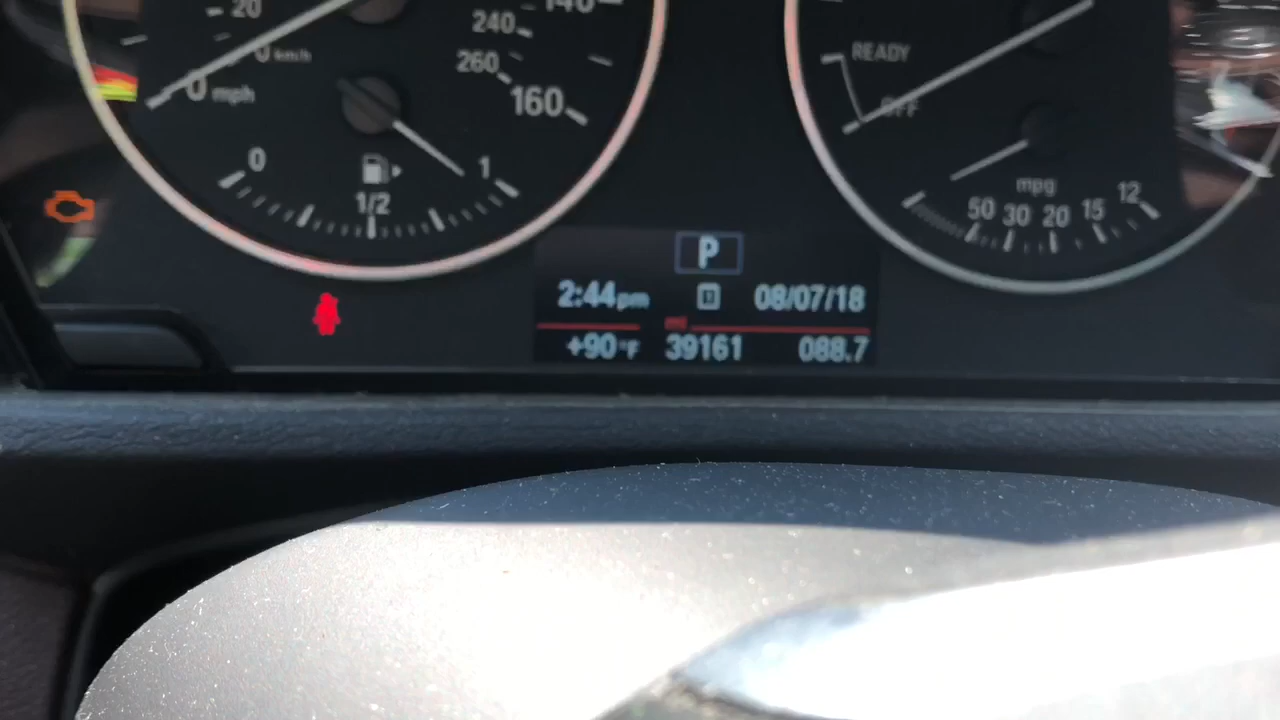 20
0 km/h
0 mph
140
240
260
160
0
1/2
1
READY
OFF
mpg
50 30 20 15 12
P
2:44pm
08/07/18
mi
+90°F 39161 088.7